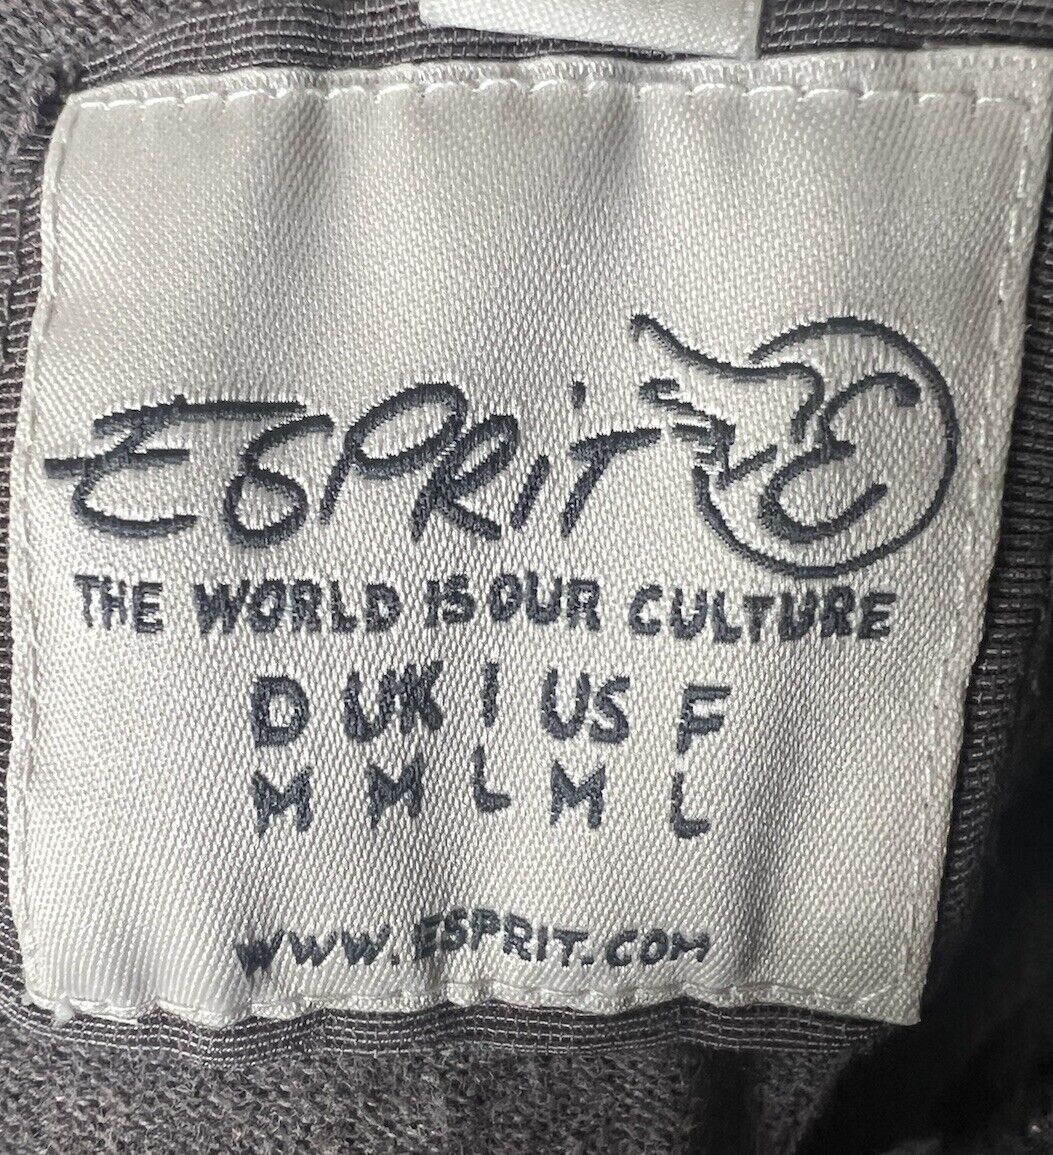 ESPRIT E
THE WORLD IS OUR CULTURE
D UK I US F
M M L M L
WWW.ESPRIT.COM